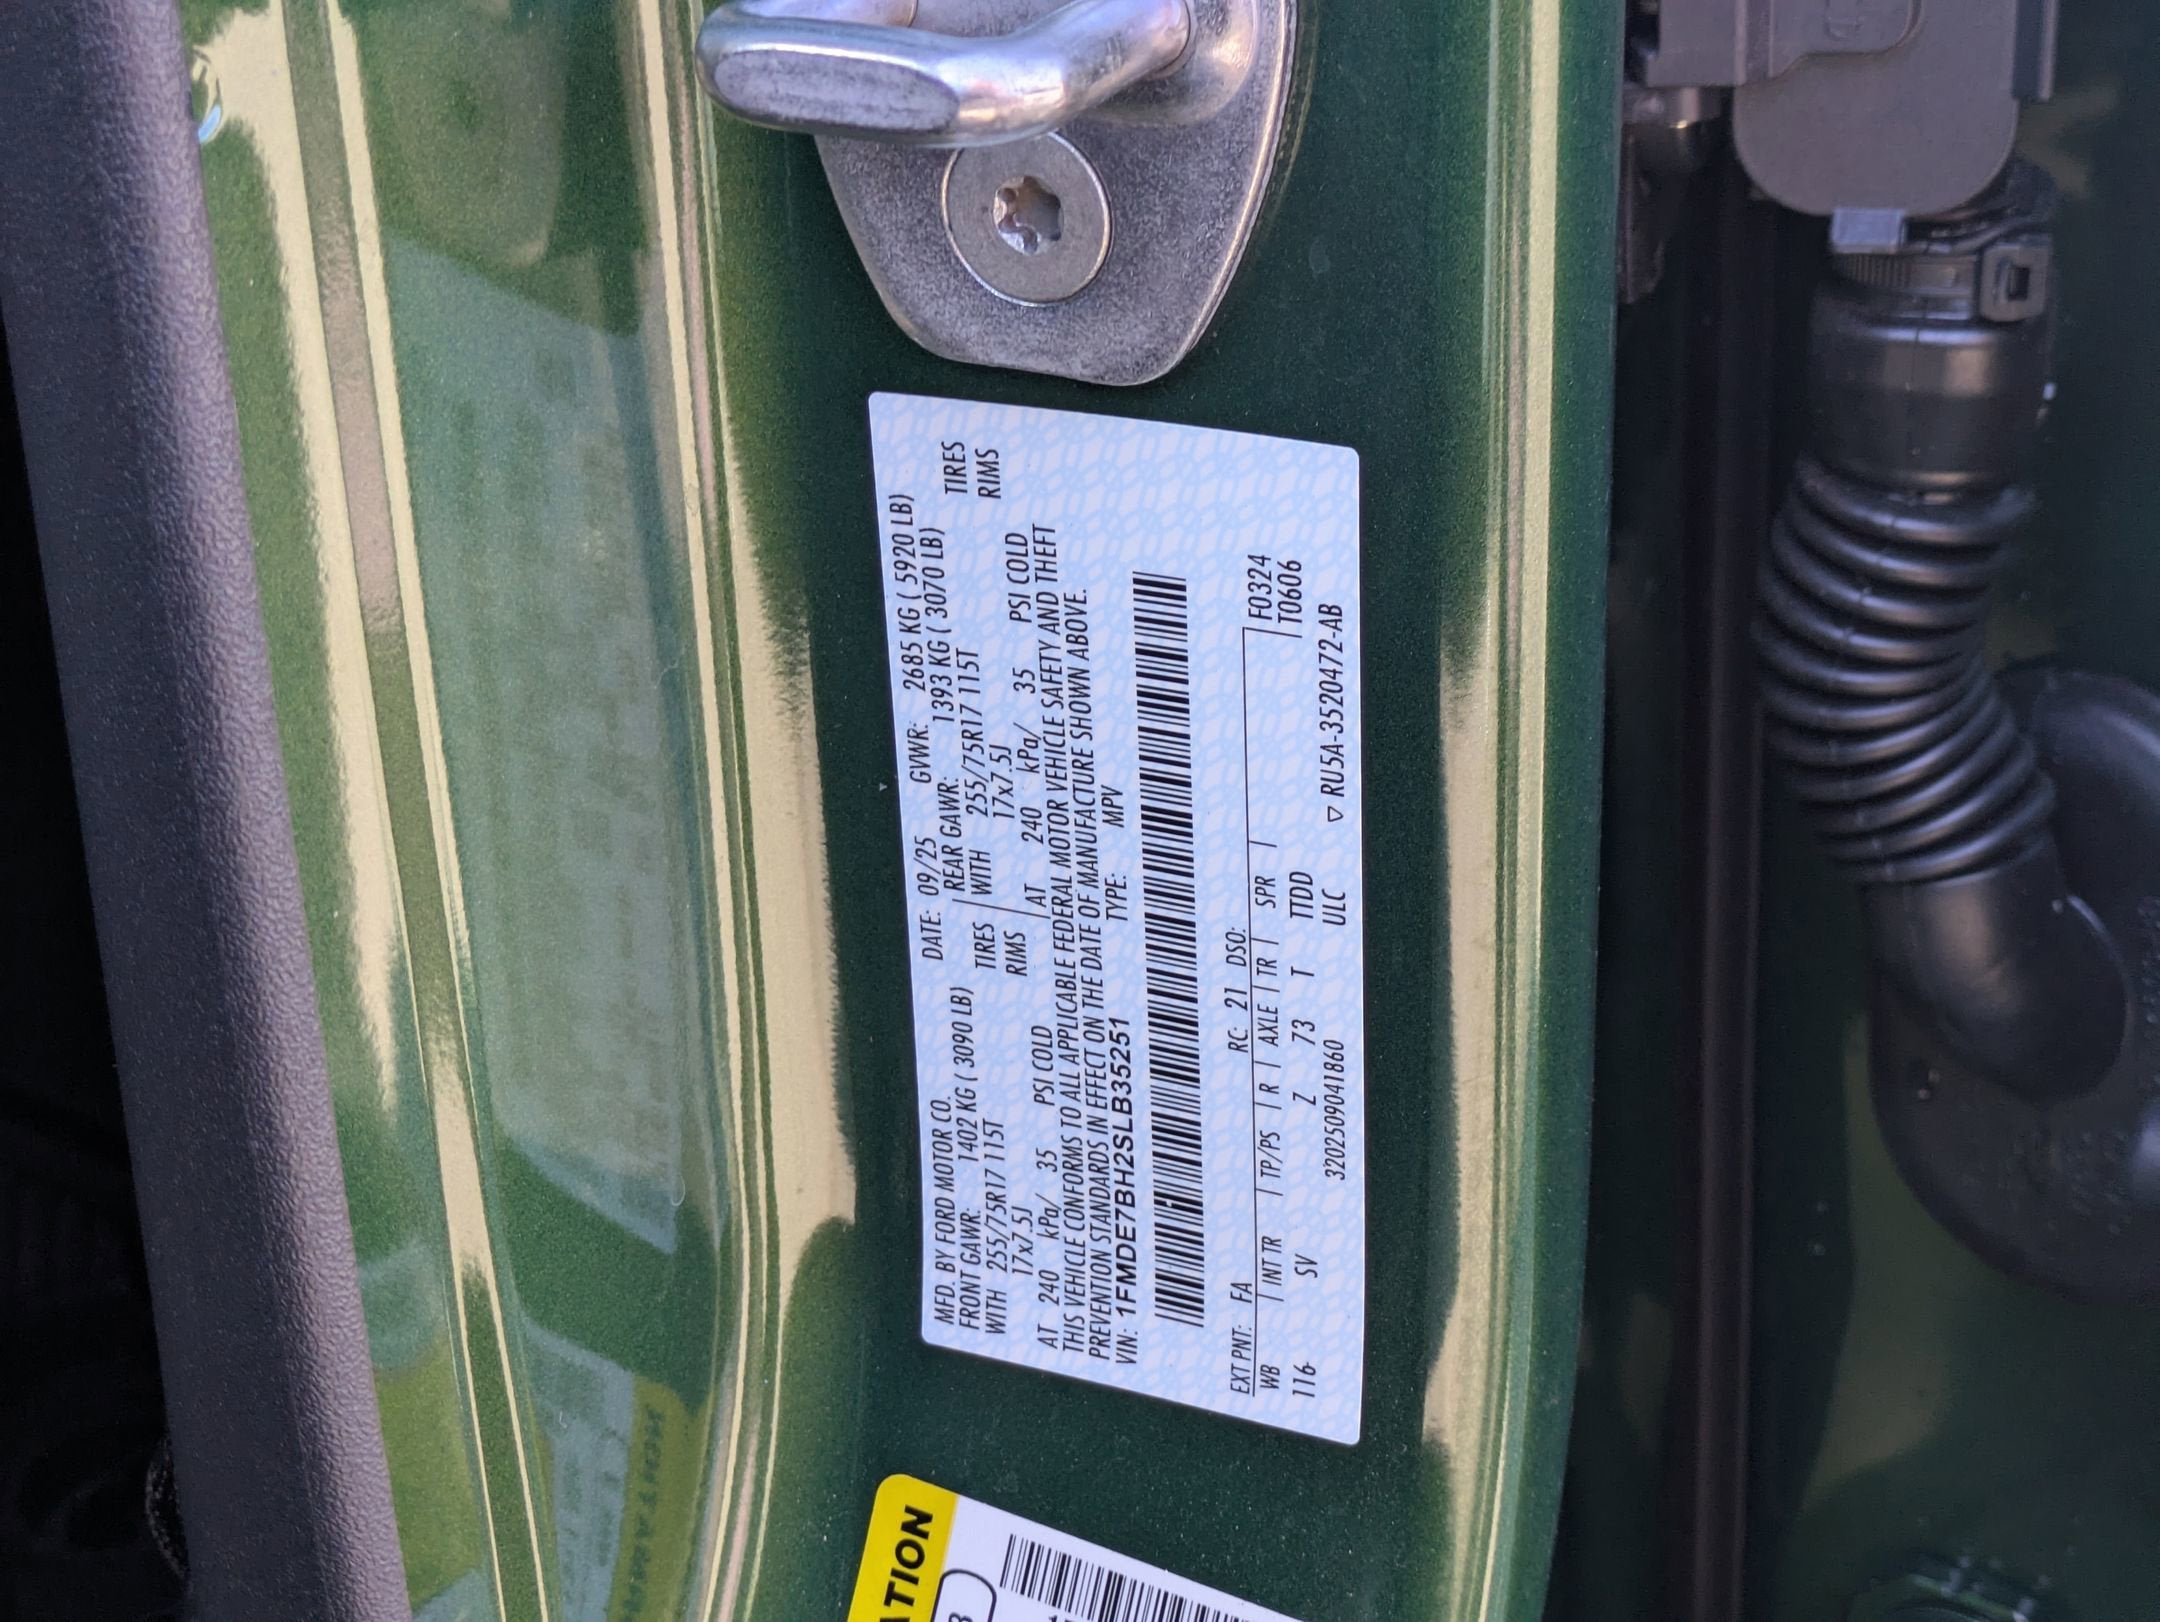 MFD. BY FORD MOTOR CO. DATE: 09/25 GVWR: 2685 KG ( 5920 LB)
FRONT GAWR: 1402 KG ( 3090 LB) REAR GAWR: 1393 KG ( 3070 LB)
WITH 255/75R17 115T TIRES WITH 255/75R17 115T TIRES
17x7.5J RIMS 17x7.5J RIMS
AT 240 kPa/ 35 PSI COLD AT 240 kPa/ 35 PSI COLD
THIS VEHICLE CONFORMS TO ALL APPLICABLE FEDERAL MOTOR VEHICLE SAFETY AND THEFT
PREVENTION STANDARDS IN EFFECT ON THE DATE OF MANUFACTURE SHOWN ABOVE.
VIN: 1FMDE7BH2SLB35251 TYPE: MPV
EXT PNT: FA RC: 21 DSO: F0324
WB INT TR TP/PS R AXLE TR SPR T0606
116 SV Z 73 T TTDD
3202509041860 ULC ▽ RU5A-3520472-AB
ATION